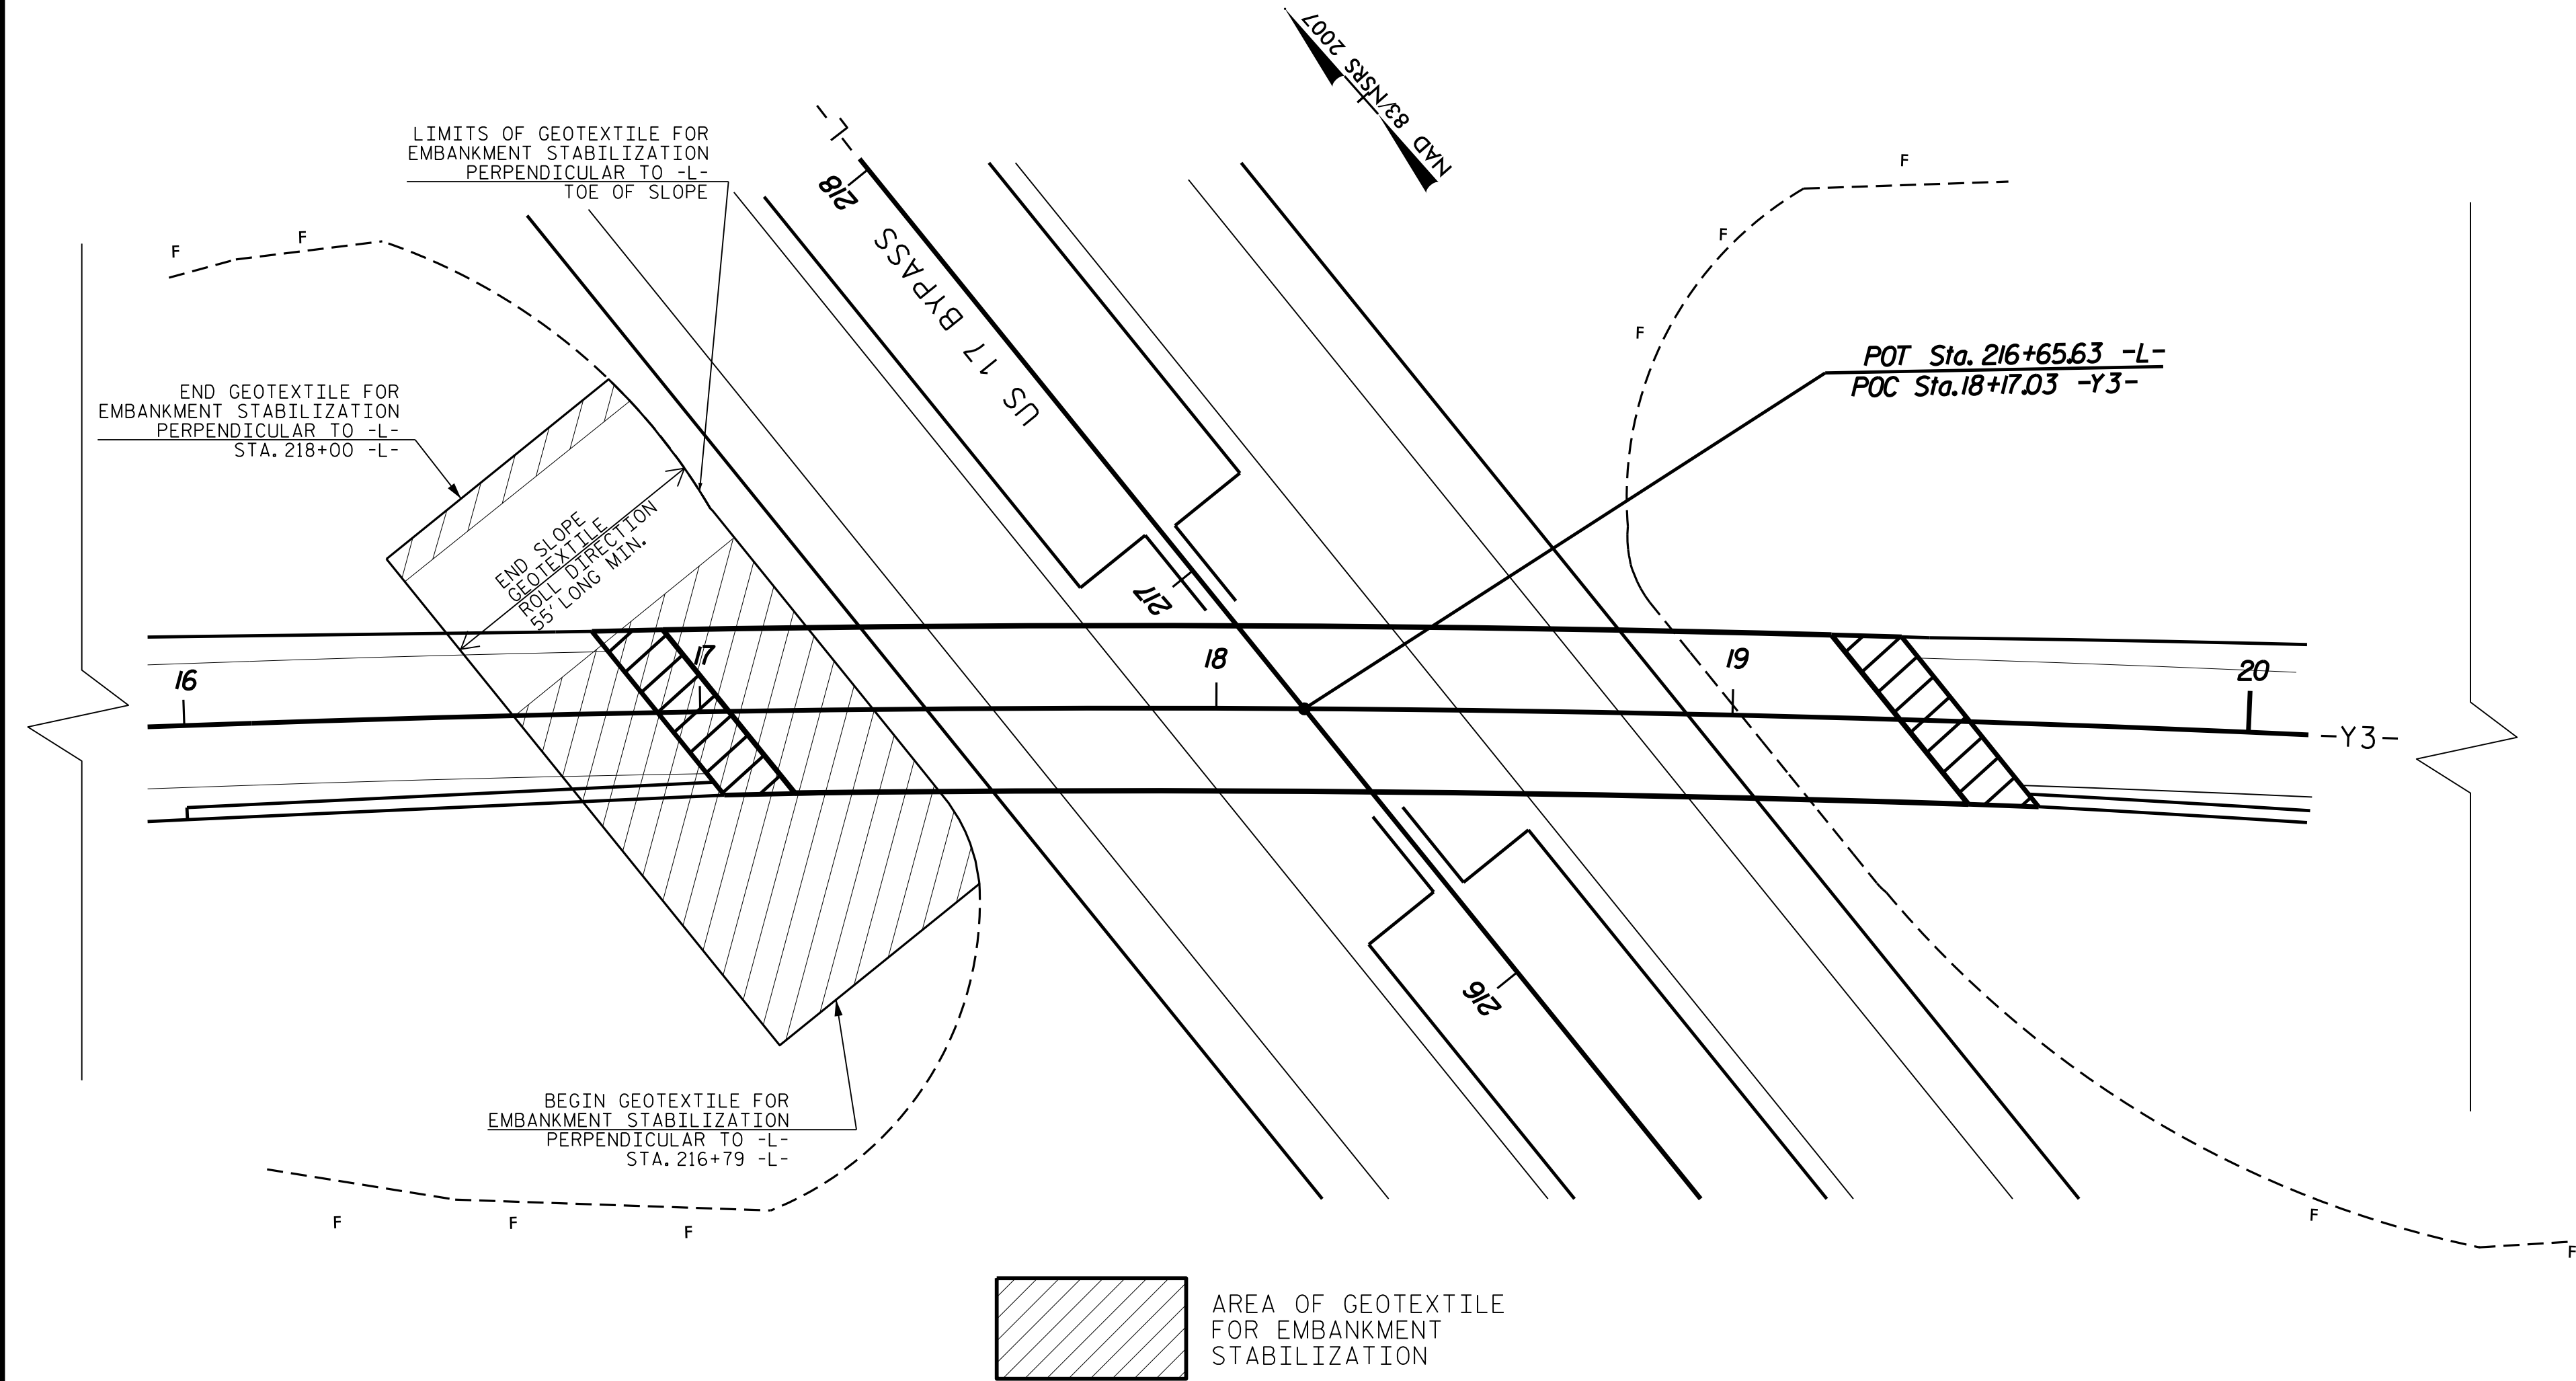 NAD 83/NSRS 2007
LIMITS OF GEOTEXTILE FOR
EMBANKMENT STABILIZATION
PERPENDICULAR TO -L-
TOE OF SLOPE
-L-
218
US 17 BYPASS
F
F
F
F
F
POT Sta. 216+65.63 -L-
POC Sta. 18+17.03 -Y3-
END GEOTEXTILE FOR
EMBANKMENT STABILIZATION
PERPENDICULAR TO -L-
STA. 218+00 -L-
END SLOPE
GEOTEXTILE
ROLL DIRECTION
55' LONG MIN.
217
16
17
18
19
20
-Y3-
216
BEGIN GEOTEXTILE FOR
EMBANKMENT STABILIZATION
PERPENDICULAR TO -L-
STA. 216+79 -L-
F
F
F
F
F
AREA OF GEOTEXTILE
FOR EMBANKMENT
STABILIZATION